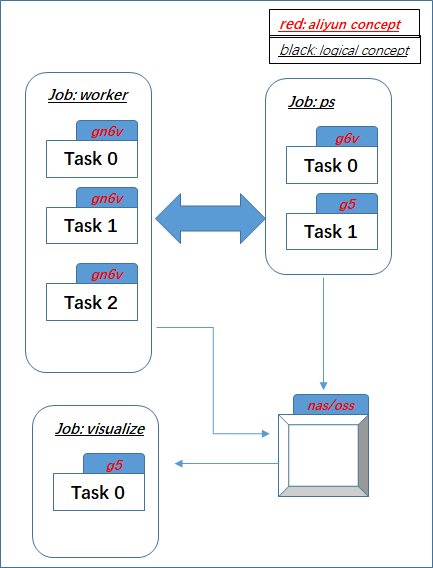 red: aliyun concept
black: logical concept
Job: worker
gn6v
Task 0
gn6v
Task 1
gn6v
Task 2
Job: ps
g6v
Task 0
g5
Task 1
nas/oss
Job: visualize
g5
Task 0